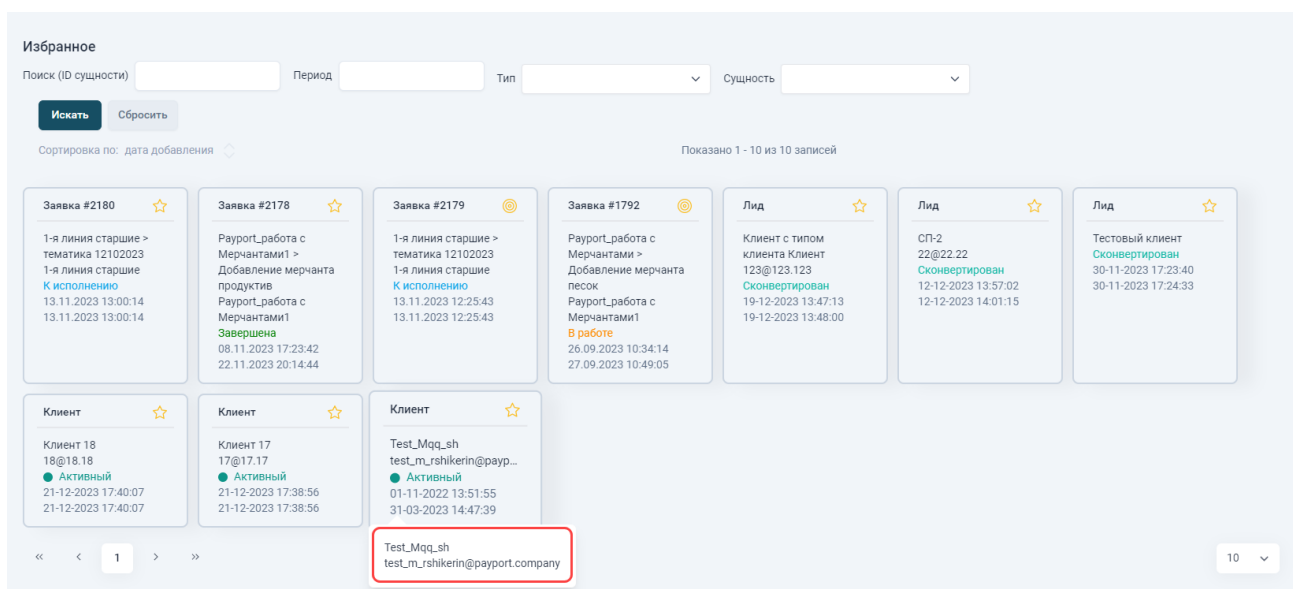 Избранное
Поиск (ID сущности)
Период
Тип
Сущность
Искать
Сбросить
Сортировка по: дата добавления
Показано 1 - 10 из 10 записей
Заявка #2180
1-я линия старшие >
тематика 12102023
1-я линия старшие
К исполнению
13.11.2023 13:00:14
13.11.2023 13:00:14
Заявка #2178
Payport_работа с
Мерчантами1 >
Добавление мерчанта
продуктив
Payport_работа с
Мерчантами1
Завершена
08.11.2023 17:23:42
22.11.2023 20:14:44
Заявка #2179
1-я линия старшие >
тематика 12102023
1-я линия старшие
К исполнению
13.11.2023 12:25:43
13.11.2023 12:25:43
Заявка #1792
Payport_работа с
Мерчантами >
Добавление мерчанта
песок
Payport_работа с
Мерчантами1
В работе
26.09.2023 10:34:14
27.09.2023 10:49:05
Лид
Клиент с типом
клиента Клиент
123@123.123
Сконвертирован
19-12-2023 13:47:13
19-12-2023 13:48:00
Лид
СП-2
22@22.22
Сконвертирован
12-12-2023 13:57:02
12-12-2023 14:01:15
Лид
Тестовый клиент
Сконвертирован
30-11-2023 17:23:40
30-11-2023 17:24:33
Клиент
Клиент 18
18@18.18
Активный
21-12-2023 17:40:07
21-12-2023 17:40:07
Клиент
Клиент 17
17@17.17
Активный
21-12-2023 17:38:56
21-12-2023 17:38:56
Клиент
Test_Mqq_sh
test_m_rshikerin@payp...
Активный
01-11-2022 13:51:55
31-03-2023 14:47:39
Test_Mqq_sh
test_m_rshikerin@payport.company
« ‹ 1 › »
10